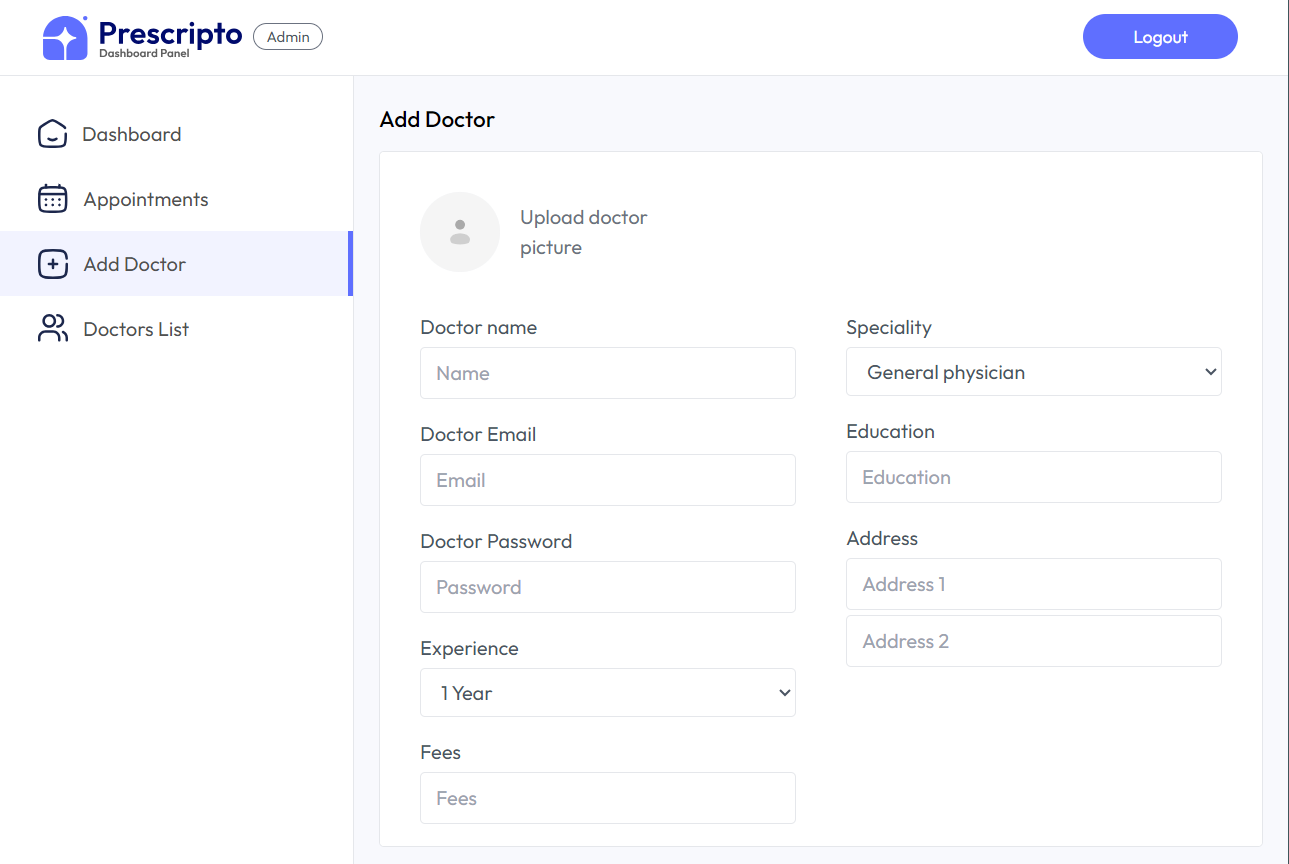 Prescripto
Dashboard Panel
Admin
Logout
Dashboard
Appointments
Add Doctor
Doctors List
Add Doctor
Upload doctor
picture
Doctor name
Name
Doctor Email
Email
Doctor Password
Password
Experience
1 Year
Fees
Fees
Speciality
General physician
Education
Education
Address
Address 1
Address 2